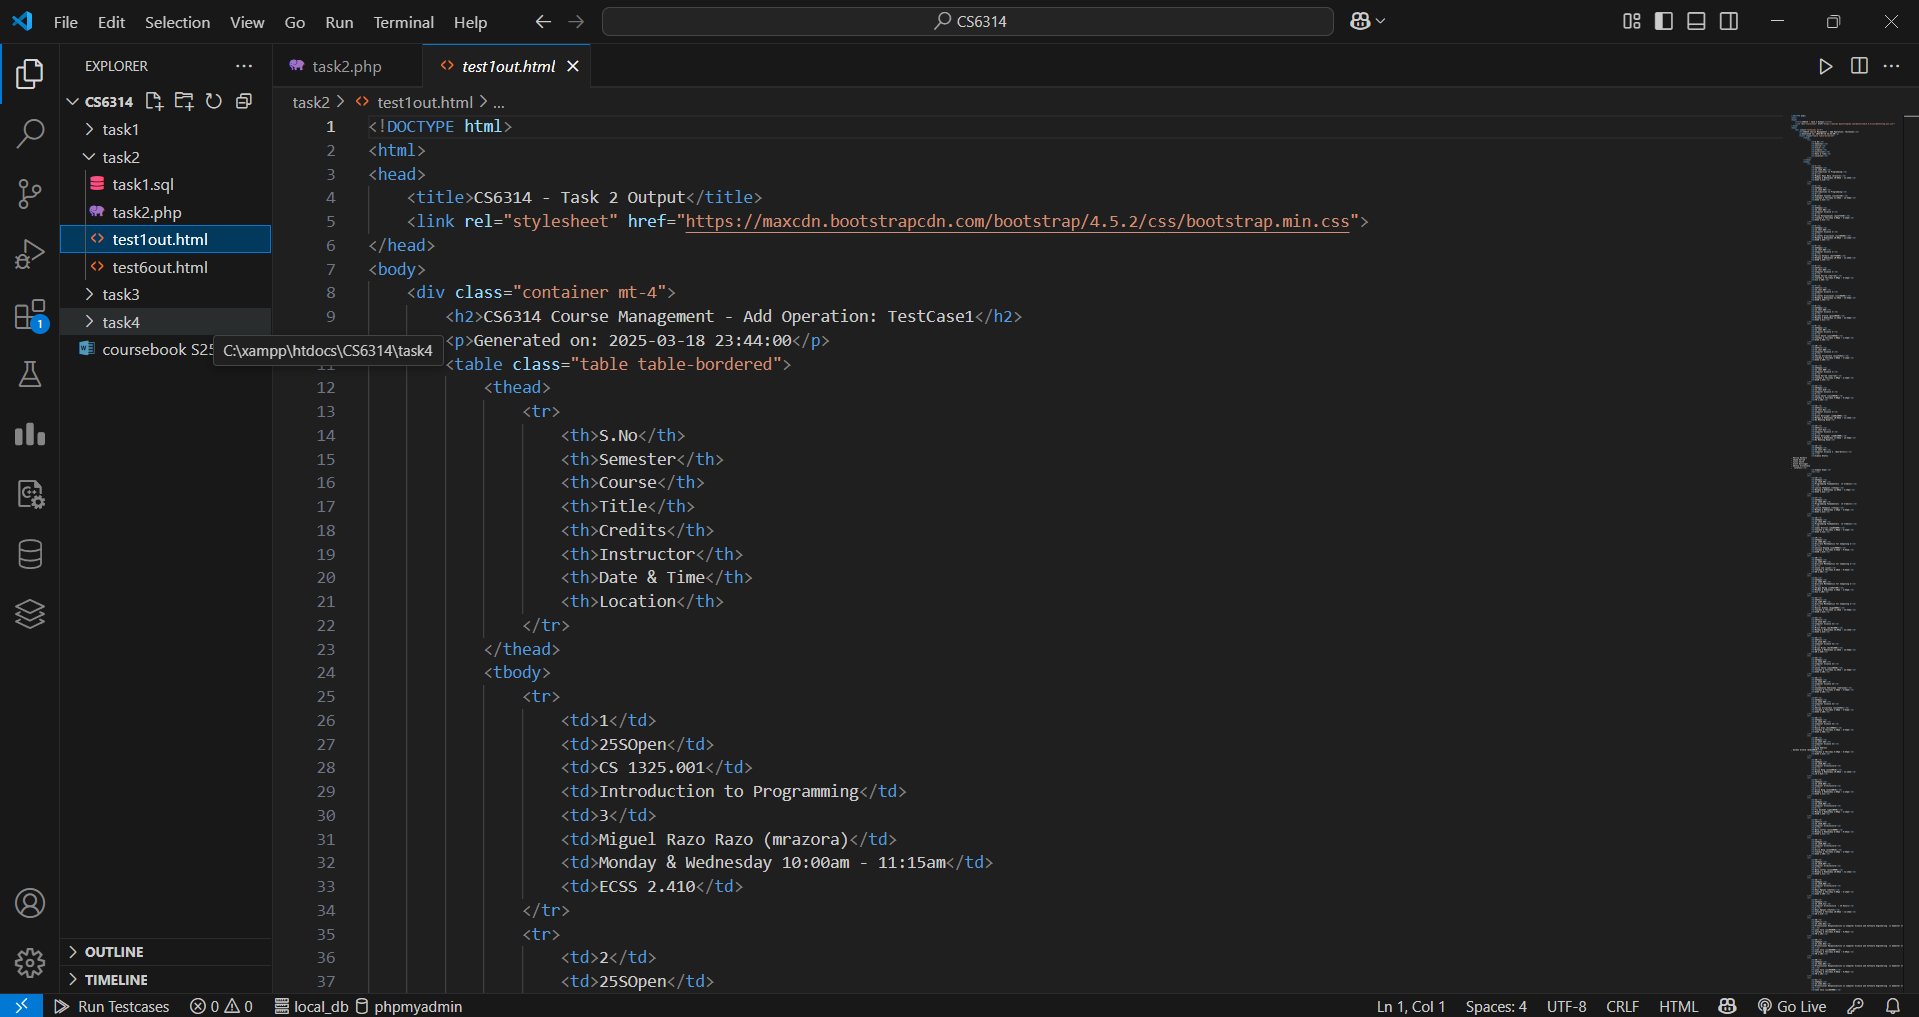 File Edit Selection View Go Run Terminal Help
CS6314
EXPLORER
task2.php
test1out.html
CS6314
task1
task2
task1.sql
task2.php
test1out.html
test6out.html
task3
task4
coursebook S25
C:\xampp\htdocs\CS6314\task4
1
OUTLINE
TIMELINE
task2 > test1out.html > ...
1 <!DOCTYPE html>
2 <html>
3 <head>
4 <title>CS6314 - Task 2 Output</title>
5 <link rel="stylesheet" href="https://maxcdn.bootstrapcdn.com/bootstrap/4.5.2/css/bootstrap.min.css">
6 </head>
7 <body>
8 <div class="container mt-4">
9 <h2>CS6314 Course Management - Add Operation: TestCase1</h2>
<p>Generated on: 2025-03-18 23:44:00</p>
11 <table class="table table-bordered">
12 <thead>
13 <tr>
14 <th>S.No</th>
15 <th>Semester</th>
16 <th>Course</th>
17 <th>Title</th>
18 <th>Credits</th>
19 <th>Instructor</th>
20 <th>Date & Time</th>
21 <th>Location</th>
22 </tr>
23 </thead>
24 <tbody>
25 <tr>
26 <td>1</td>
27 <td>25SOpen</td>
28 <td>CS 1325.001</td>
29 <td>Introduction to Programming</td>
30 <td>3</td>
31 <td>Miguel Razo Razo (mrazora)</td>
32 <td>Monday & Wednesday 10:00am - 11:15am</td>
33 <td>ECSS 2.410</td>
34 </tr>
35 <tr>
36 <td>2</td>
37 <td>25SOpen</td>
Run Testcases 0 0 local_db phpmyadmin Ln 1, Col 1 Spaces: 4 UTF-8 CRLF HTML Go Live